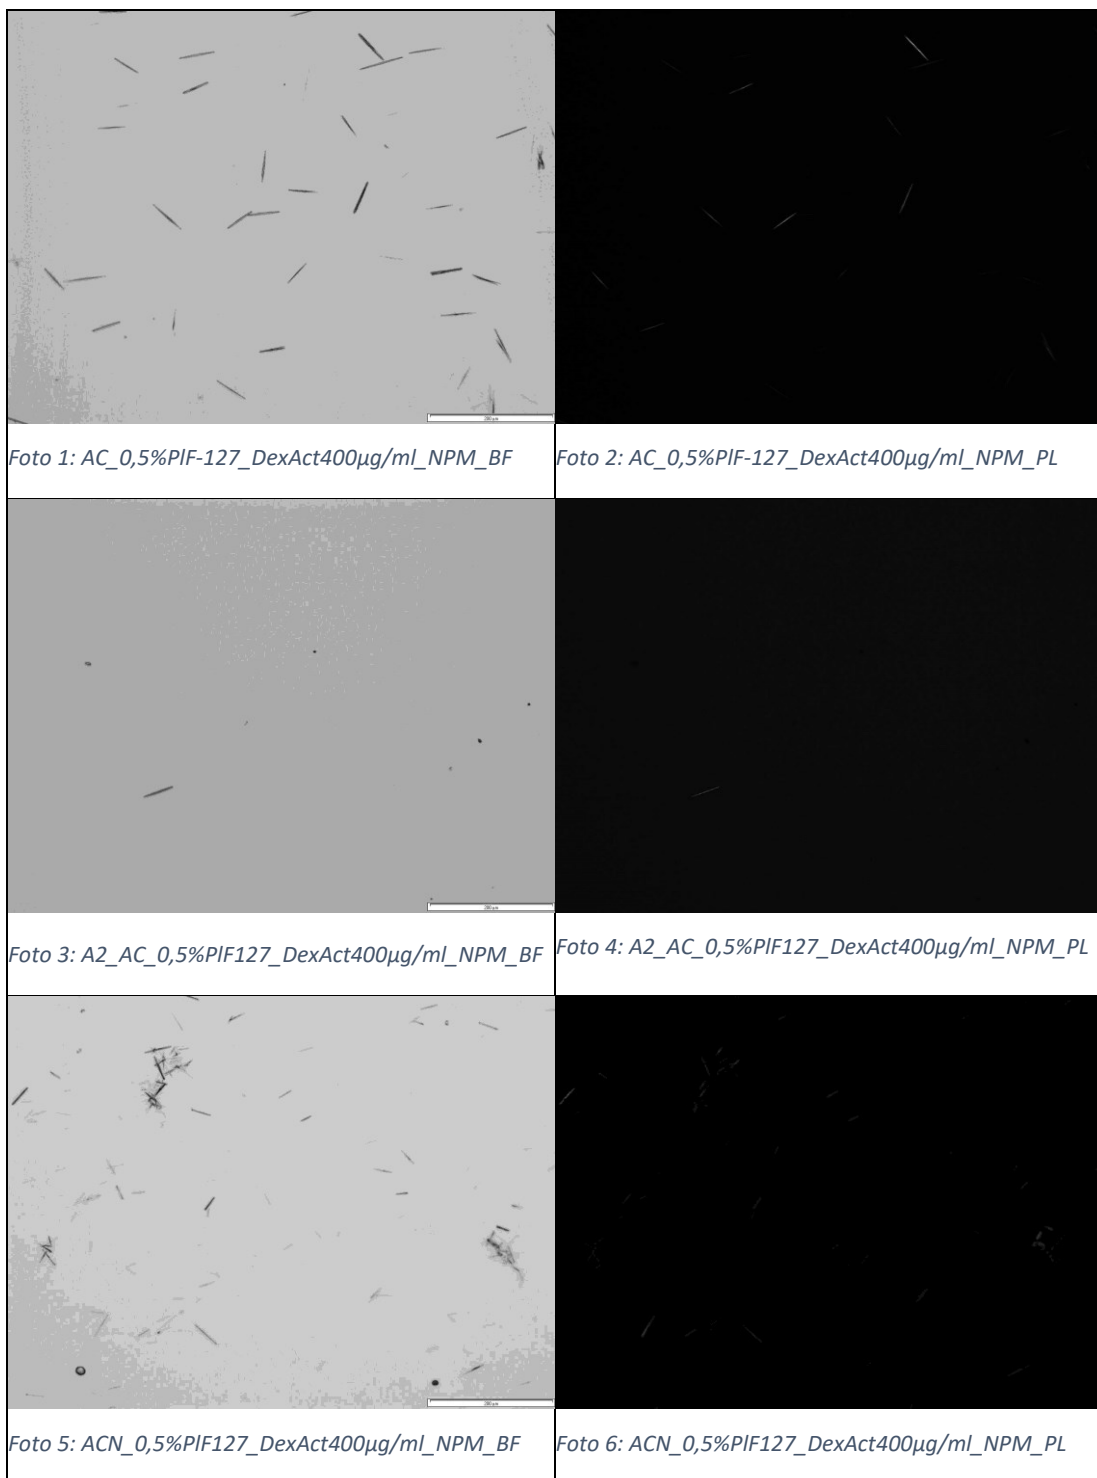 Foto 1: AC_0,5%PlF-127_DexAct400µg/ml_NPM_BF
Foto 2: AC_0,5%PlF-127_DexAct400µg/ml_NPM_PL
Foto 3: A2_AC_0,5%PlF127_DexAct400µg/ml_NPM_BF
Foto 4: A2_AC_0,5%PlF127_DexAct400µg/ml_NPM_PL
Foto 5: ACN_0,5%PlF127_DexAct400µg/ml_NPM_BF
Foto 6: ACN_0,5%PlF127_DexAct400µg/ml_NPM_PL